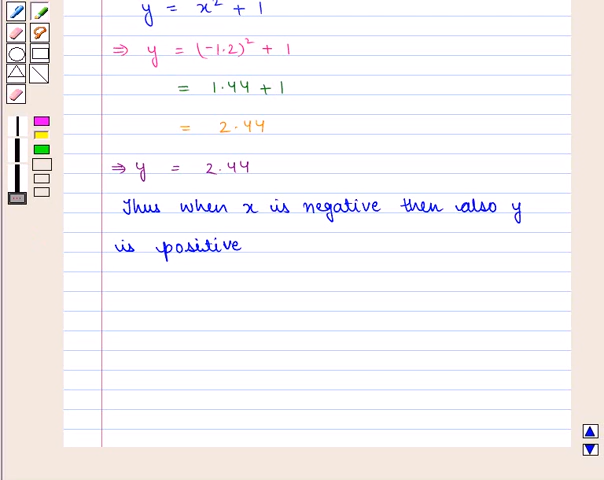 y = x² + 1
⇒ y = (-1.2)² + 1
= 1.44 + 1
= 2.44
⇒ y = 2.44
Thus when x is negative then also y
is positive